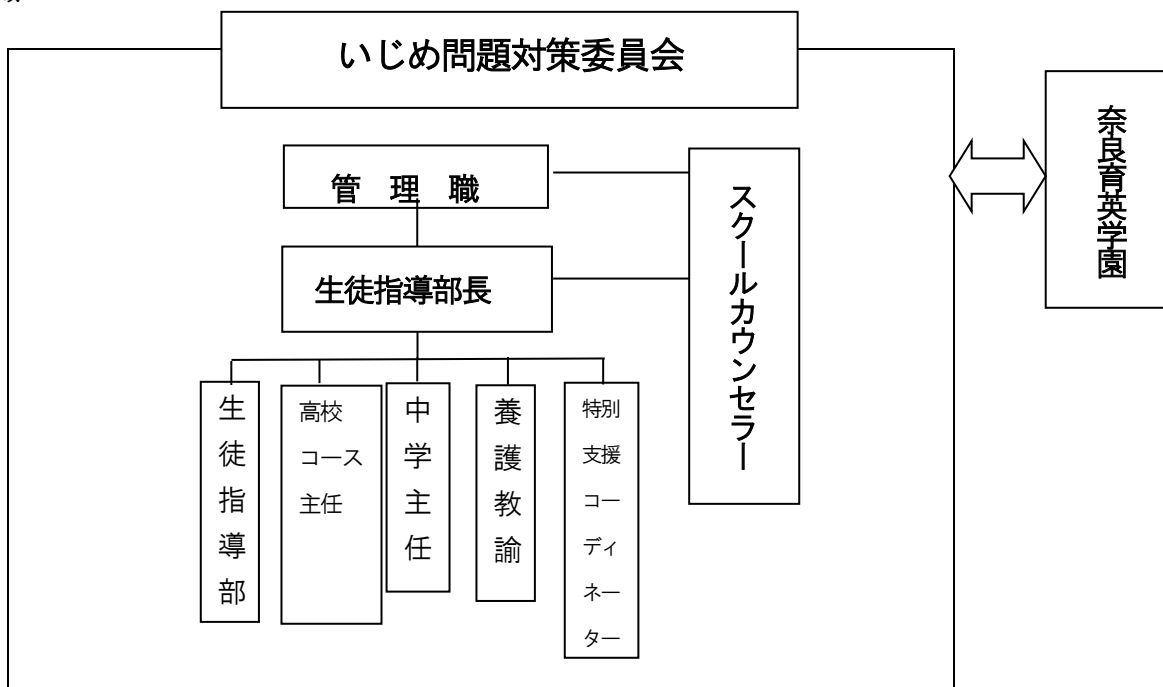 いじめ問題対策委員会
管 理 職
生徒指導部長
スクールカウンセラー
奈良育英学園
生徒指導部
高校
コース
主任
中学主任
養護教諭
特別
支援
コー
ディ
ネー
ター